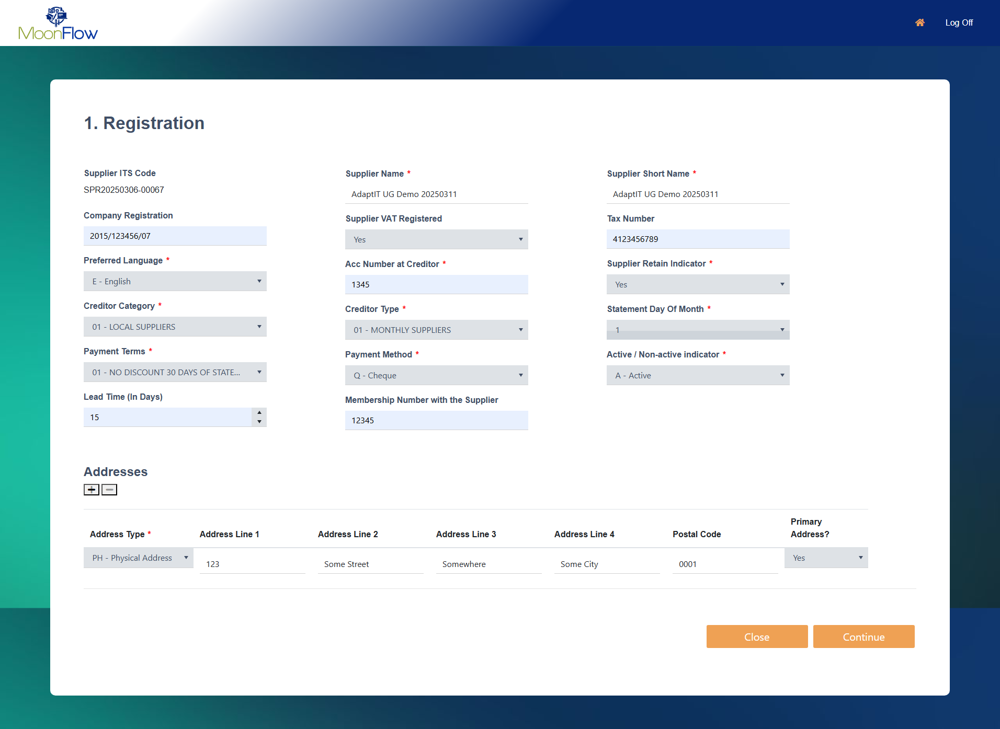 MoonFlow
Log Off
1. Registration
Supplier ITS Code
SPR20250306-00067
Supplier Name *
AdaptIT UG Demo 20250311
Supplier Short Name *
AdaptIT UG Demo 20250311
Company Registration
2015/123456/07
Supplier VAT Registered
Yes
Tax Number
4123456789
Preferred Language *
E - English
Acc Number at Creditor *
1345
Supplier Retain Indicator *
Yes
Creditor Category *
01 - LOCAL SUPPLIERS
Creditor Type *
01 - MONTHLY SUPPLIERS
Statement Day Of Month *
1
Payment Terms *
01 - NO DISCOUNT 30 DAYS OF STATE...
Payment Method *
Q - Cheque
Active / Non-active indicator *
A - Active
Lead Time (In Days)
15
Membership Number with the Supplier
12345
Addresses
Address Type * Address Line 1 Address Line 2 Address Line 3 Address Line 4 Postal Code Primary Address?
PH - Physical Address 123 Some Street Somewhere Some City 0001 Yes
Close Continue